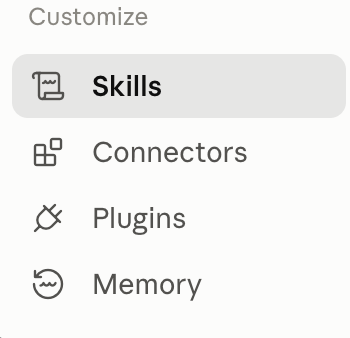 Customize
Skills
Connectors
Plugins
Memory